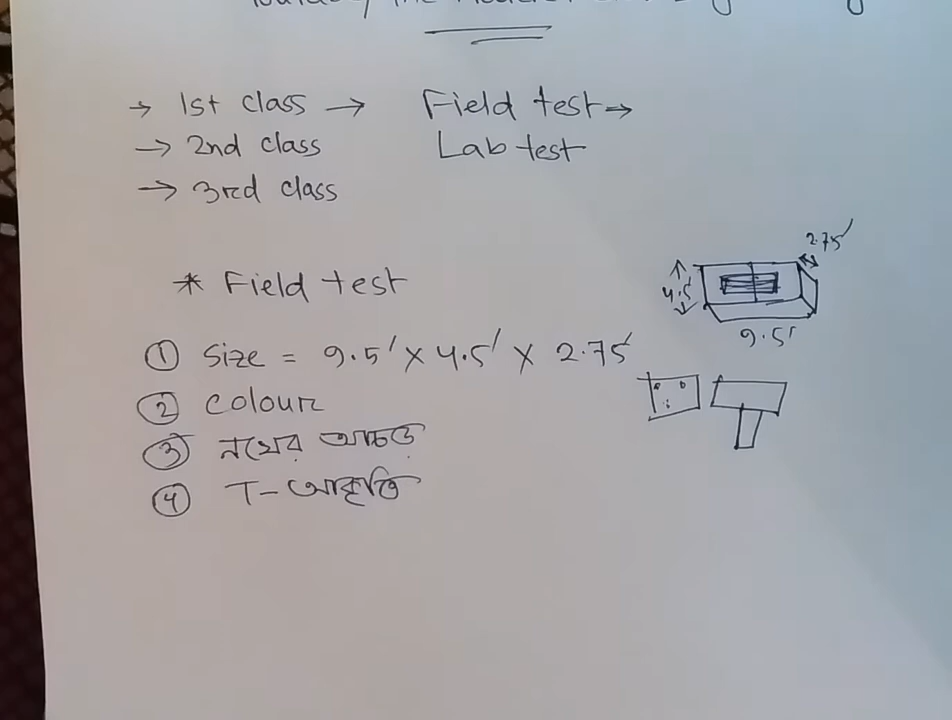 → 1st class → Field test →
→ 2nd class Lab test
→ 3rd class
* Field test
① Size = 9.5' × 4.5' × 2.75'
② colour
③ নখের আচড়
④ T-আকৃতি
2.75'
4.5'
9.5'